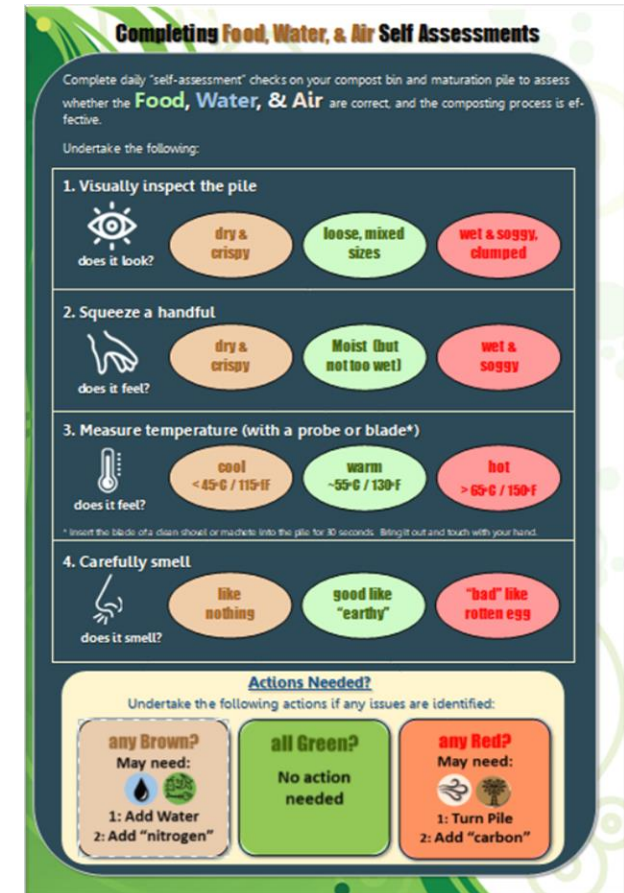 Completing Food, Water, & Air Self Assessments
Complete daily "self-assessment" checks on your compost bin and maturation pile to assess
whether the Food, Water, & Air are correct, and the composting process is ef-
fective.
Undertake the following:
1. Visually inspect the pile
does it look?
dry &
crispy
loose, mixed
sizes
wet & soggy,
clumped
2. Squeeze a handful
does it feel?
dry &
crispy
Moist (but
not too wet)
wet &
soggy
3. Measure temperature (with a probe or blade*)
does it feel?
cool
< 45°C / 115°F
warm
~55°C / 130°F
hot
> 65°C / 150°F
* Insert the blade of a clean shovel or machete into the pile for 30 seconds. Bring it out and touch with your hand.
4. Carefully smell
does it smell?
like
nothing
good like
"earthy"
"bad" like
rotten egg
Actions Needed?
Undertake the following actions if any issues are identified:
any Brown?
May need:
1: Add Water
2: Add "nitrogen"
all Green?
No action
needed
any Red?
May need:
1: Turn Pile
2: Add "carbon"